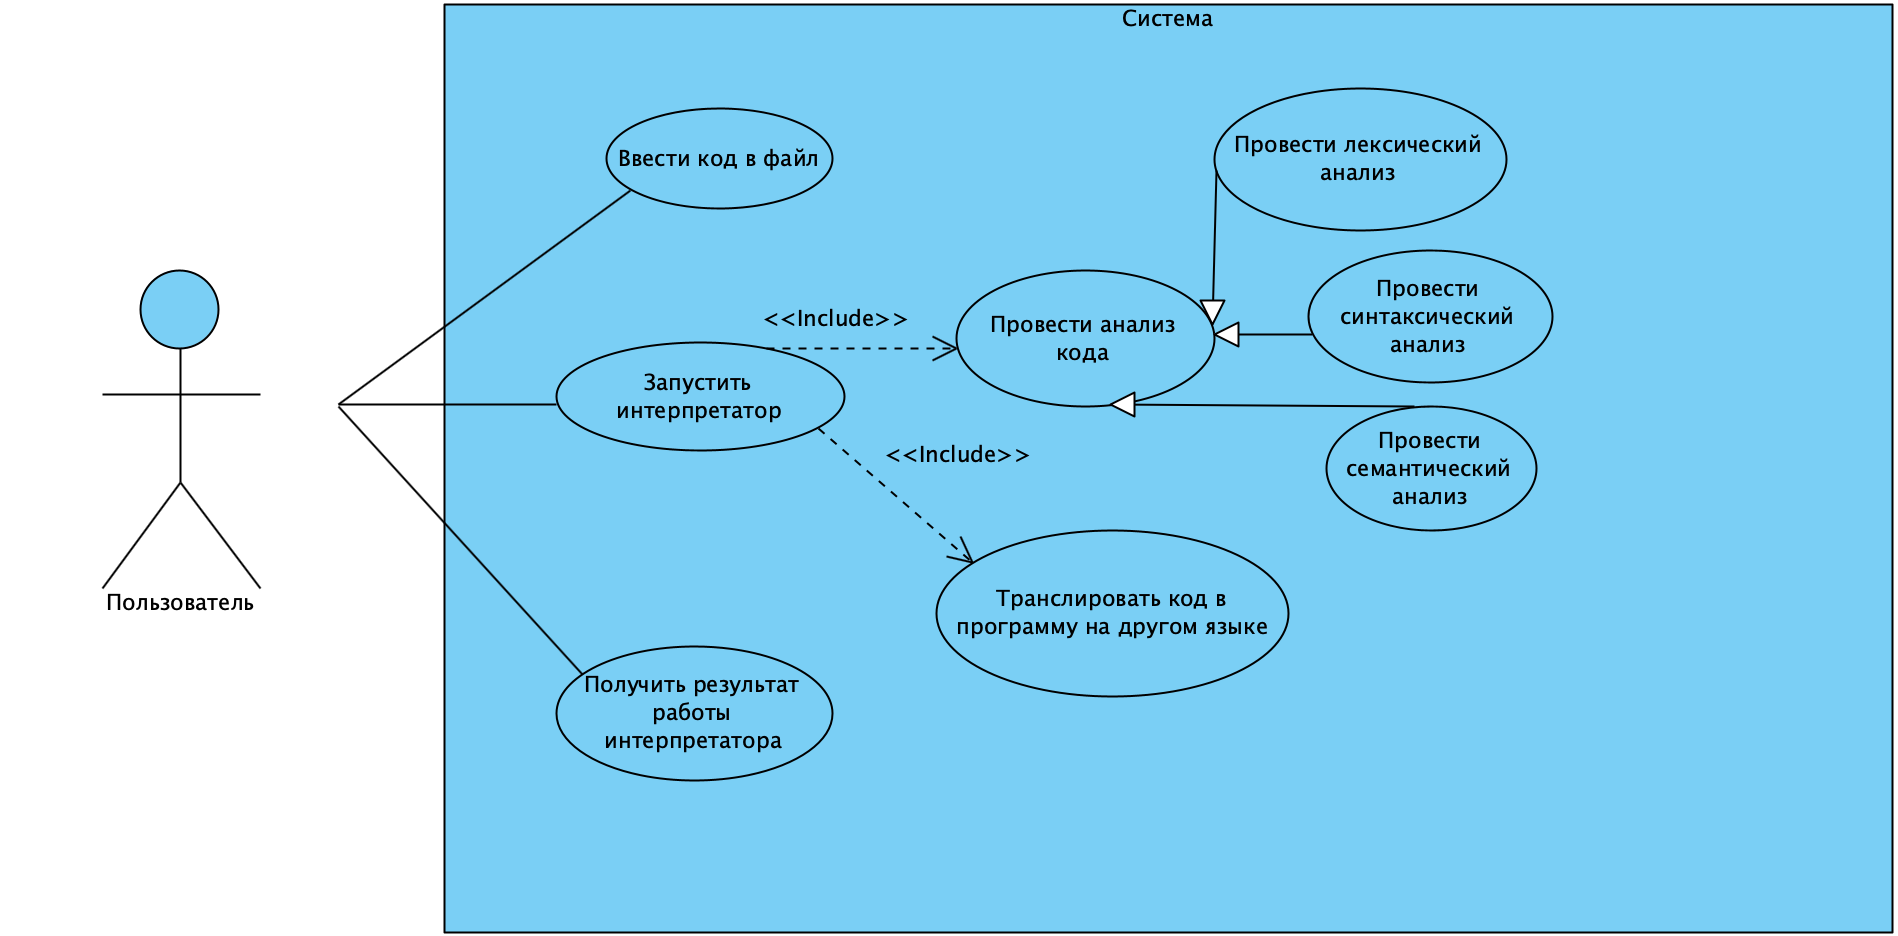 Система
Ввести код в файл
Провести лексический
анализ
Провести
синтаксический
анализ
<<Include>>
Провести анализ
кода
Запустить
интерпретатор
<<Include>>
Провести
семантический
анализ
Пользователь
Транслировать код в
программу на другом языке
Получить результат
работы
интерпретатора